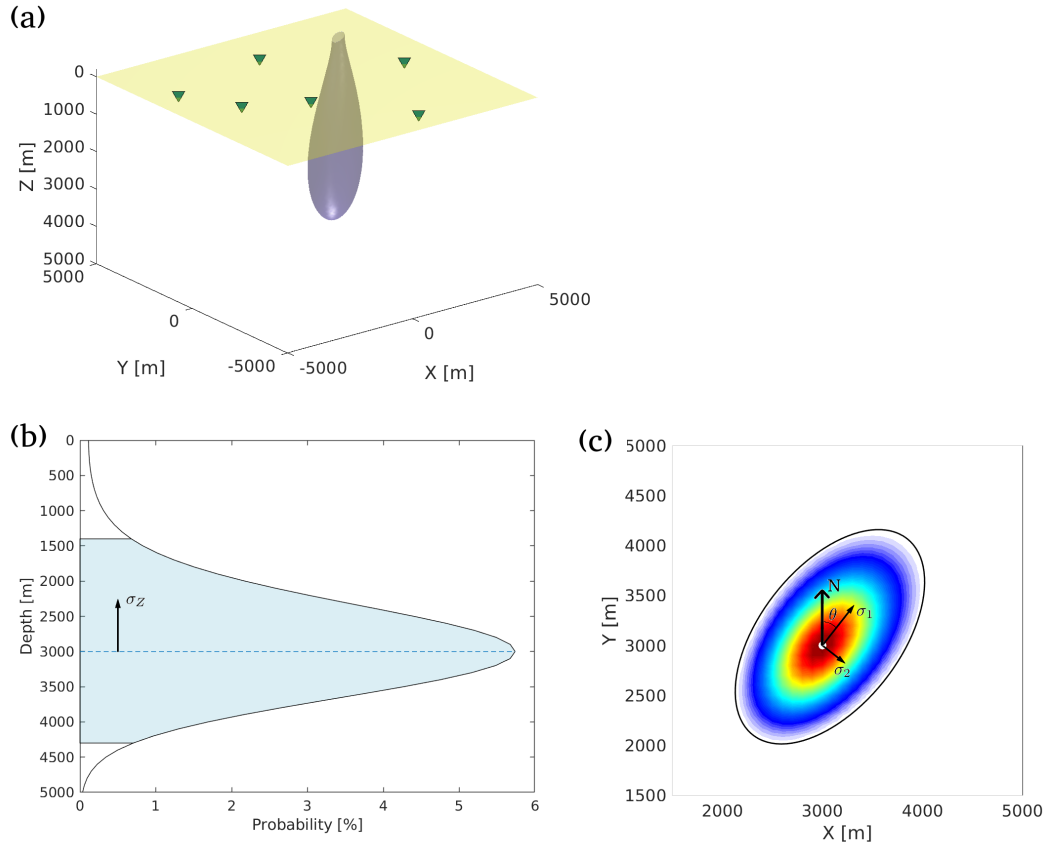 (a)
0
1000
2000
3000
4000
5000
Z [m]
5000
0
-5000
Y [m]
-5000
0
5000
X [m]
(b)
0
500
1000
1500
2000
2500
3000
3500
4000
4500
5000
Depth [m]
σZ
0 1 2 3 4 5 6
Probability [%]
(c)
5000
4500
4000
3500
3000
2500
2000
1500
Y [m]
N
θ
σ1
σ2
2000 3000 4000 5000
X [m]